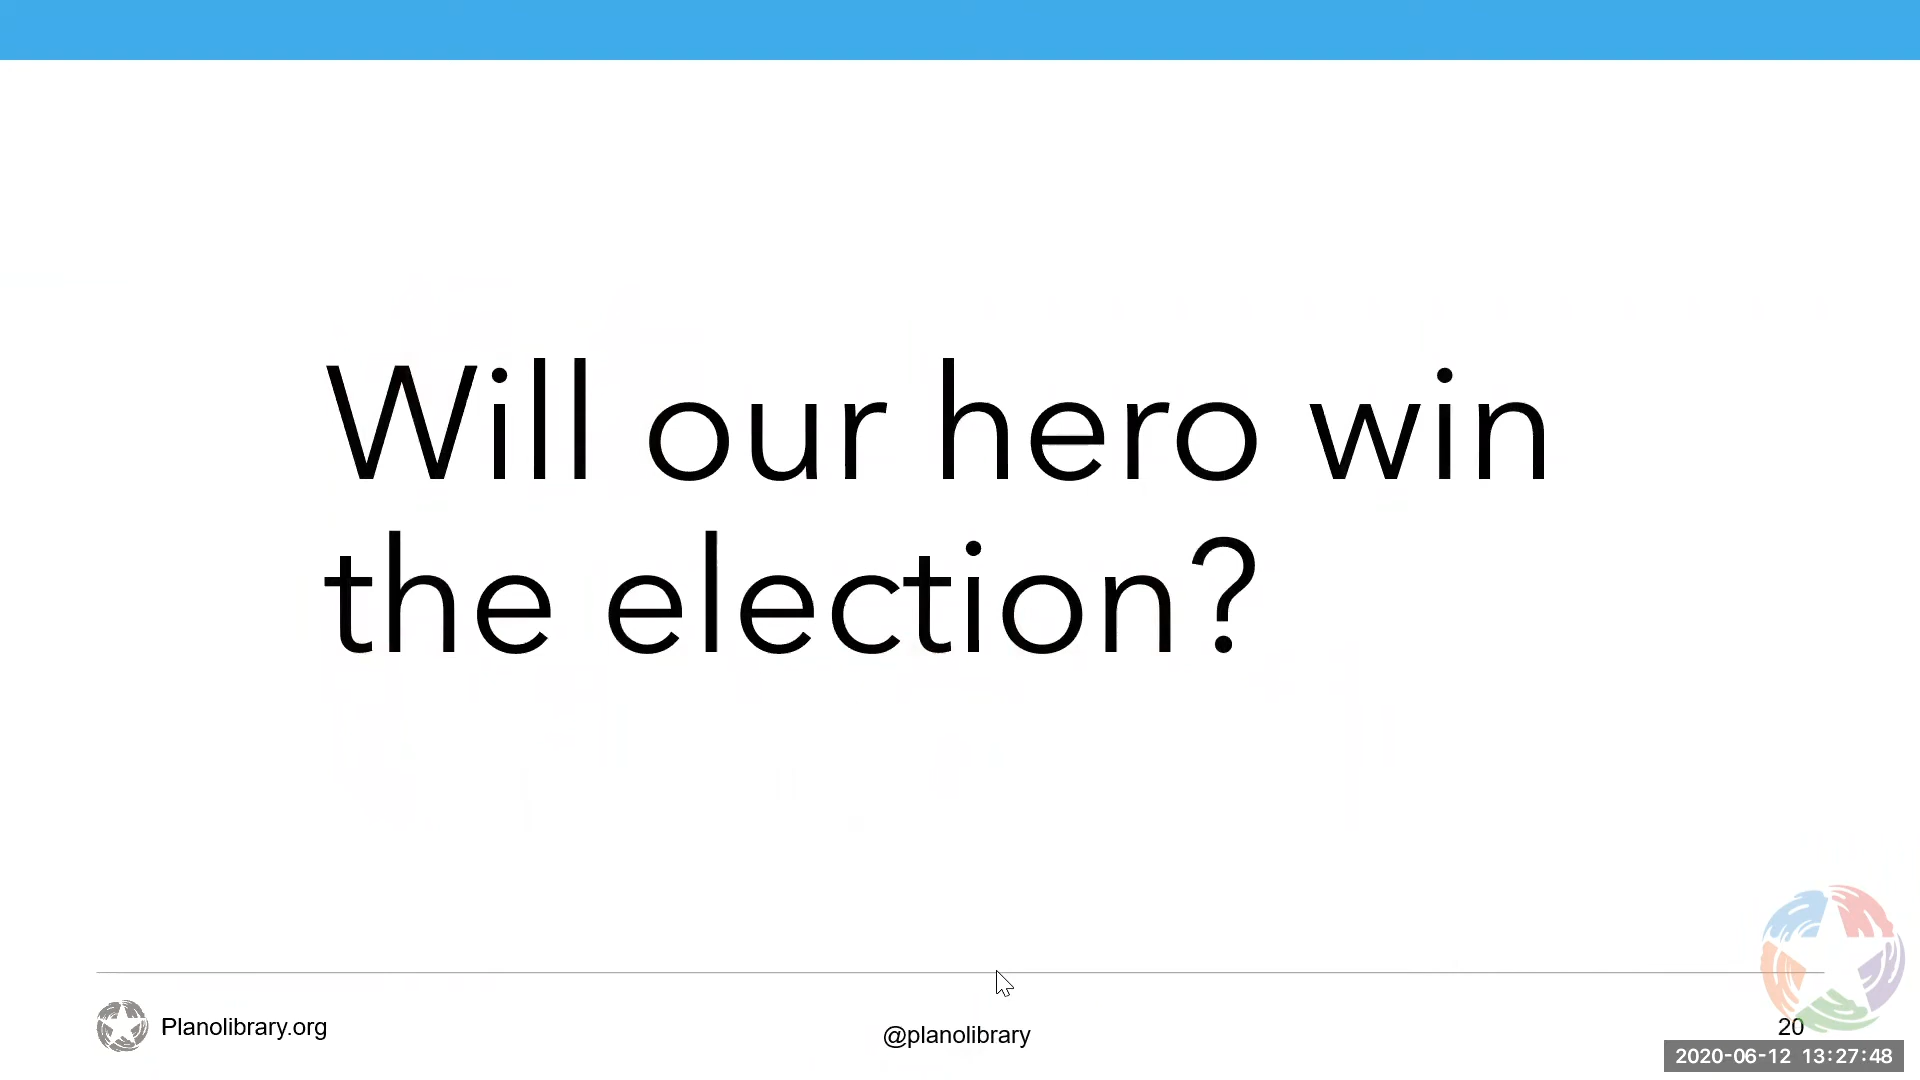 Will our hero win
the election?
Planolibrary.org
@planolibrary
20
2020-06-12 13:27:48